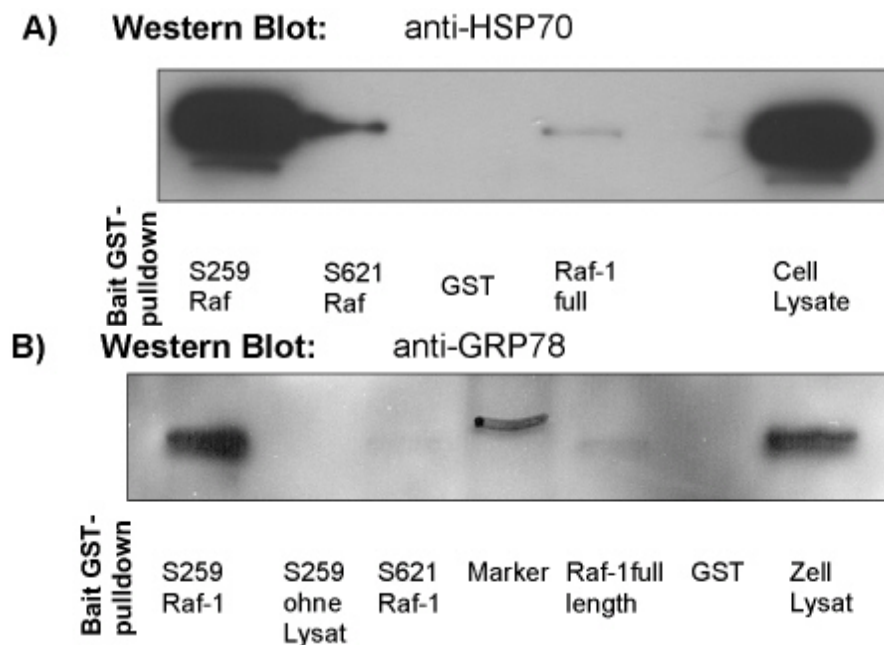 A) Western Blot: anti-HSP70
Bait GST-
pulldown
S259 S621 GST Raf-1 Cell
Raf Raf full Lysate
B) Western Blot: anti-GRP78
Bait GST-
pulldown
S259 S259 S621 Marker Raf-1full GST Zell
Raf-1 ohne Raf-1 length Lysat
Lysat